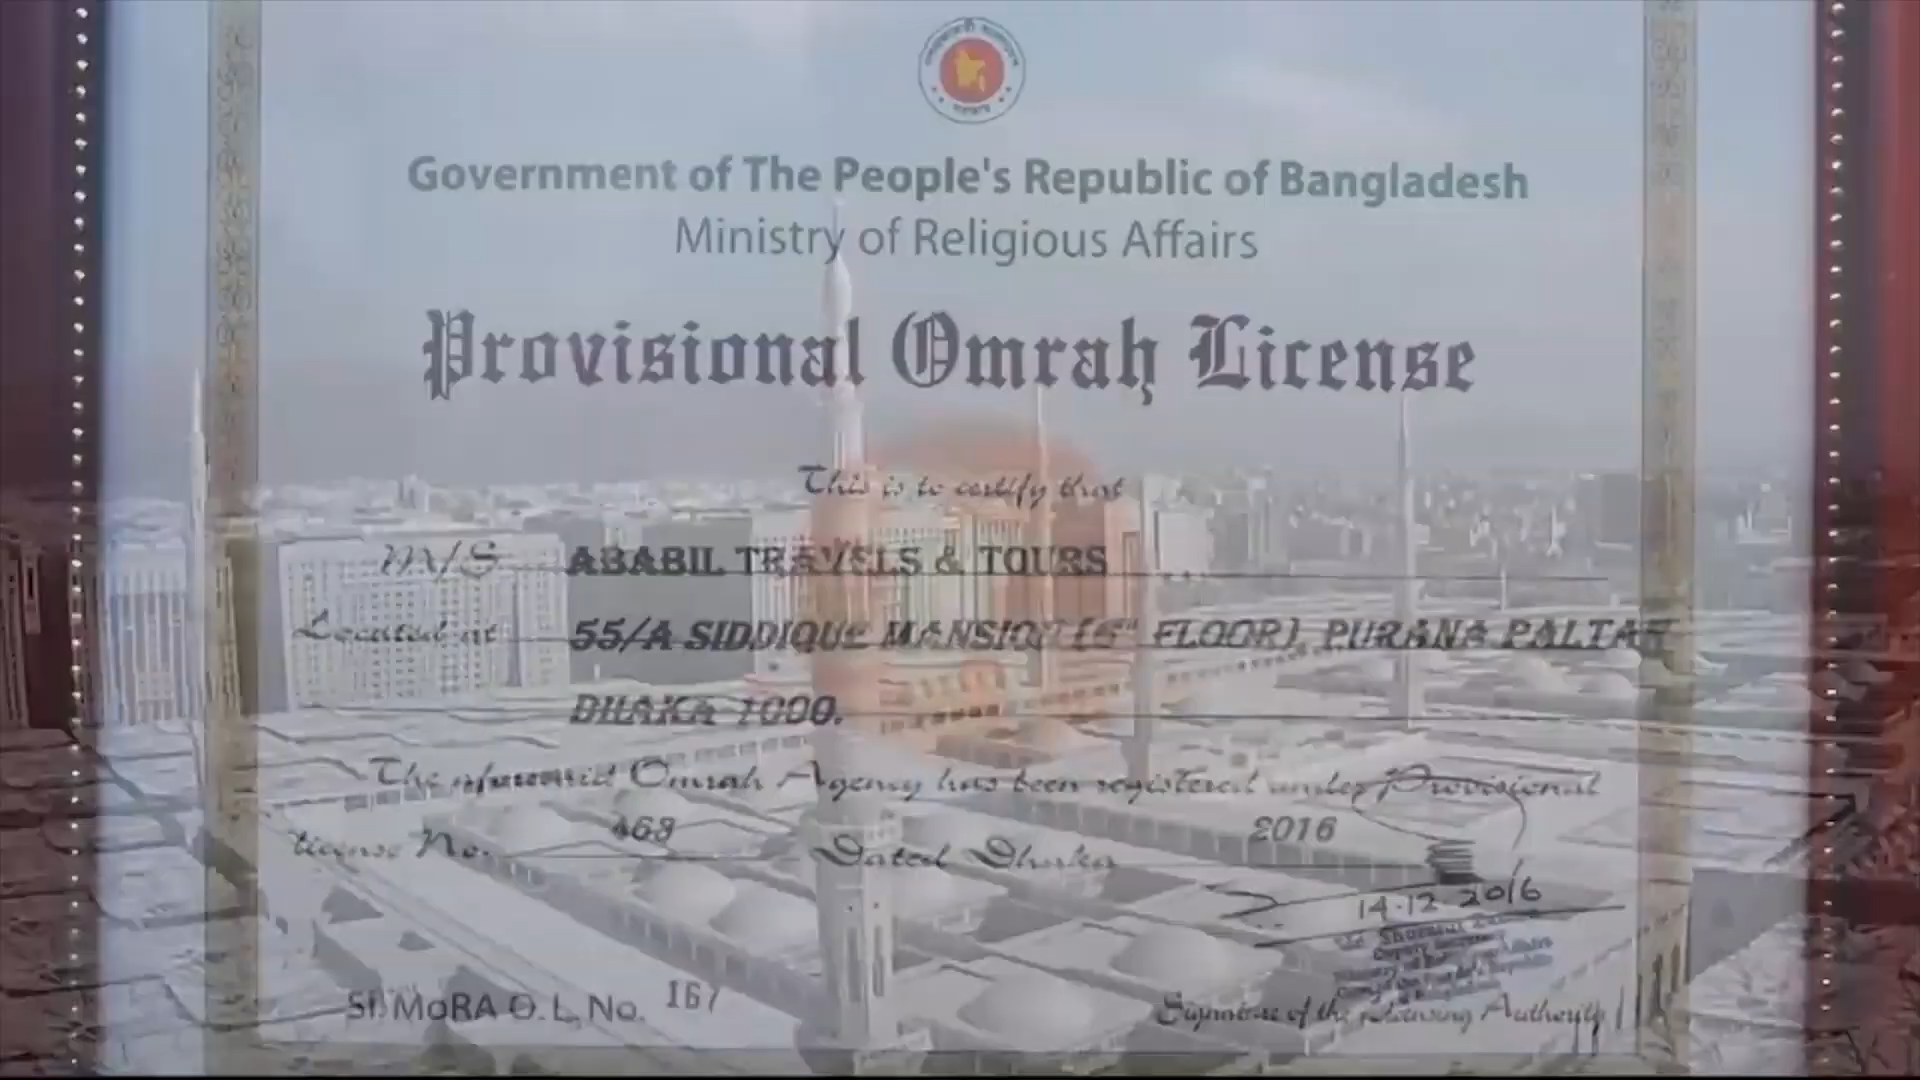 Government of The People's Republic of Bangladesh
Ministry of Religious Affairs
Provisional Omrah License
This is to certify that
M/S ABABIL TRAVELS & TOURS
Located at 55/A SIDDIQUE MANSION FLOOR), PURANA PALTAN
DHAKA 1000.
The aforesaid Omrah Agency has been registered under Provisional
license No. 468 Dated Dhaka 2016
14-12-2016
Sl. MoRA O.L. No. 167
Signature of the Licensing Authority